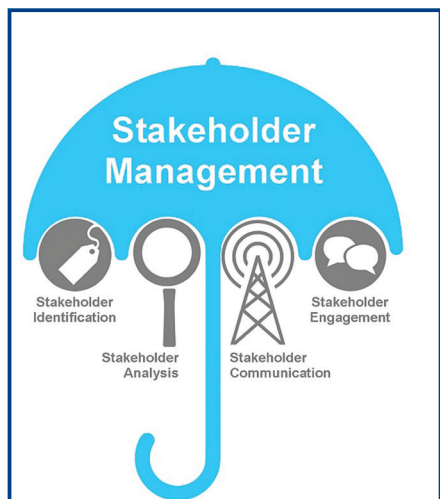 Stakeholder
Management
Stakeholder
Identification
Stakeholder
Analysis
Stakeholder
Communication
Stakeholder
Engagement